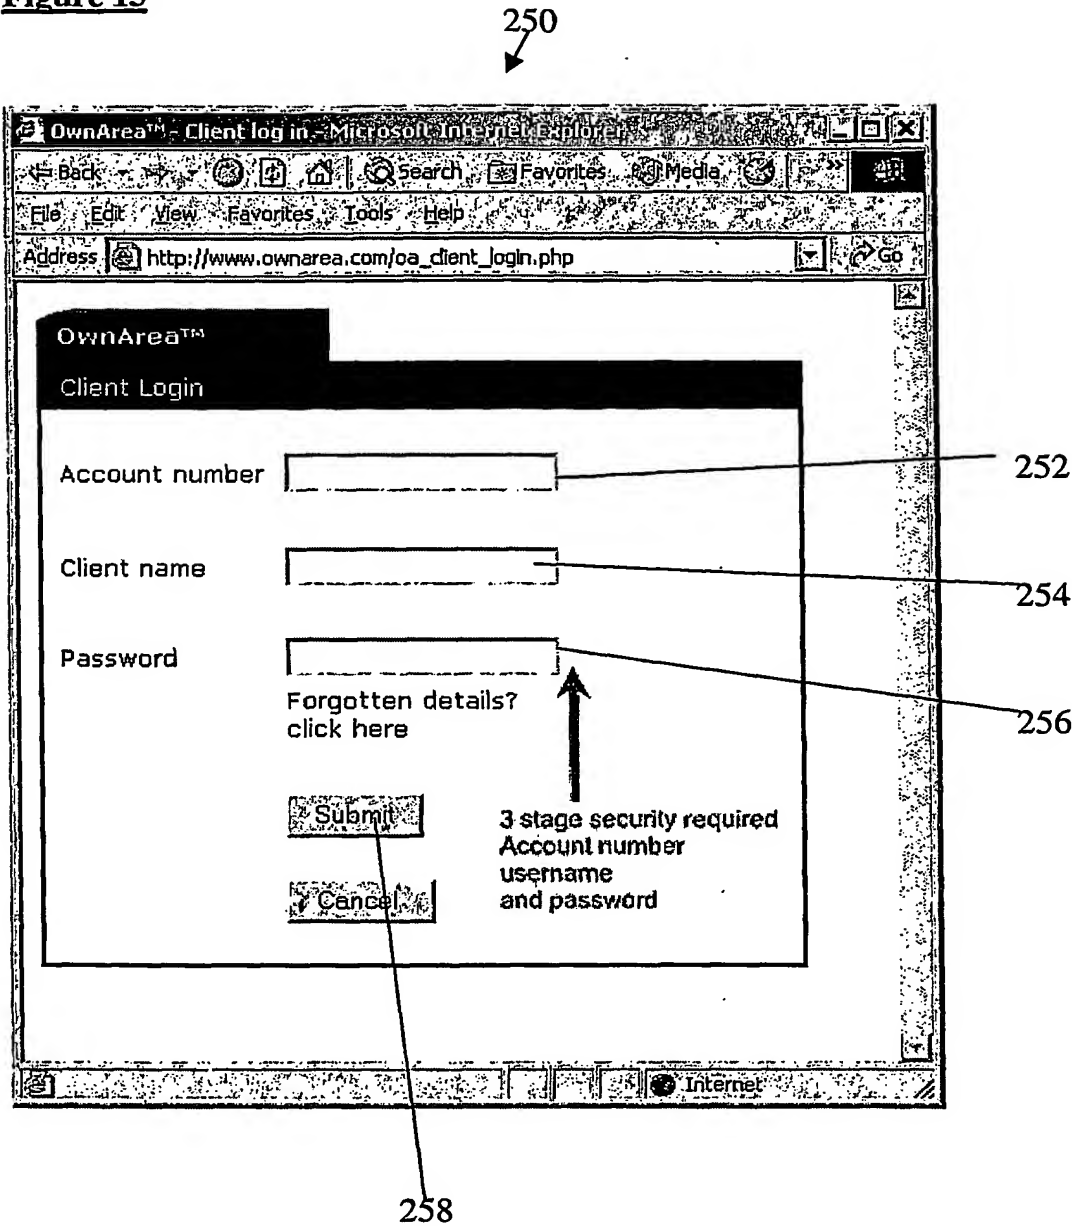 Figure 13
250
OwnArea™ - Client log in - Microsoft Internet Explorer
Back Search Favorites Media »
File Edit View Favorites Tools Help
Address http://www.ownarea.com/oa_client_login.php Go
OwnArea™
Client Login
Account number
252
Client name
254
Password
256
Forgotten details?
click here
Submit
3 stage security required
Account number
username
and password
Cancel
Internet
258